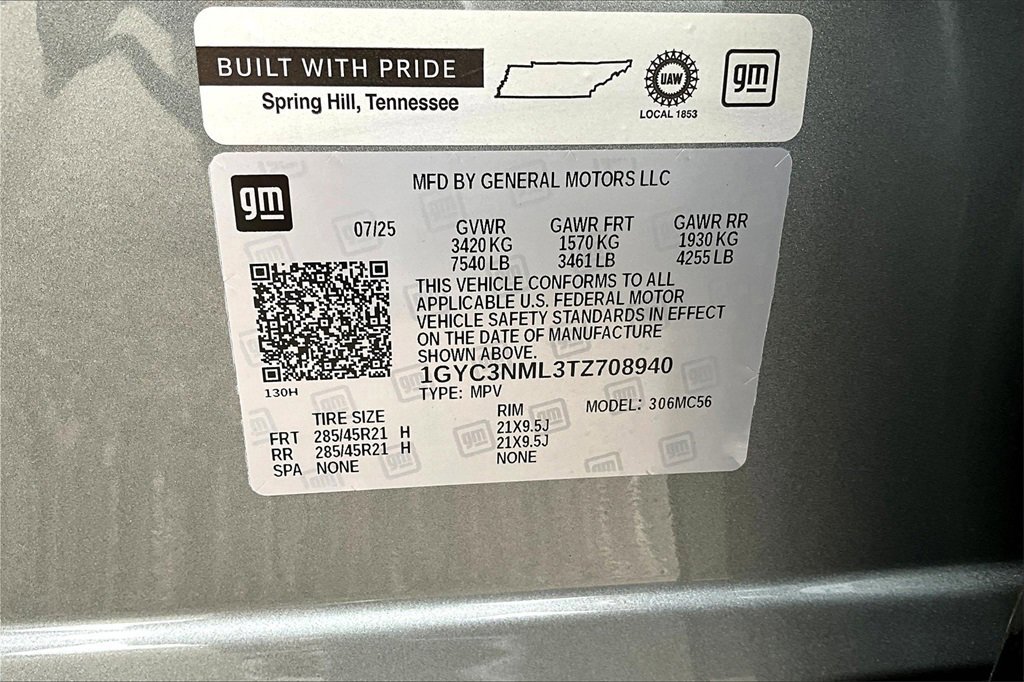 BUILT WITH PRIDE
Spring Hill, Tennessee
UAW
LOCAL 1853
gm
gm
MFD BY GENERAL MOTORS LLC
07/25
GVWR GAWR FRT GAWR RR
3420 KG 1570 KG 1930 KG
7540 LB 3461 LB 4255 LB
THIS VEHICLE CONFORMS TO ALL
APPLICABLE U.S. FEDERAL MOTOR
VEHICLE SAFETY STANDARDS IN EFFECT
ON THE DATE OF MANUFACTURE
SHOWN ABOVE.
1GYC3NML3TZ708940
TYPE: MPV
MODEL: 306MC56
130H
TIRE SIZE RIM
FRT 285/45R21 H 21X9.5J
RR 285/45R21 H 21X9.5J
SPA NONE NONE